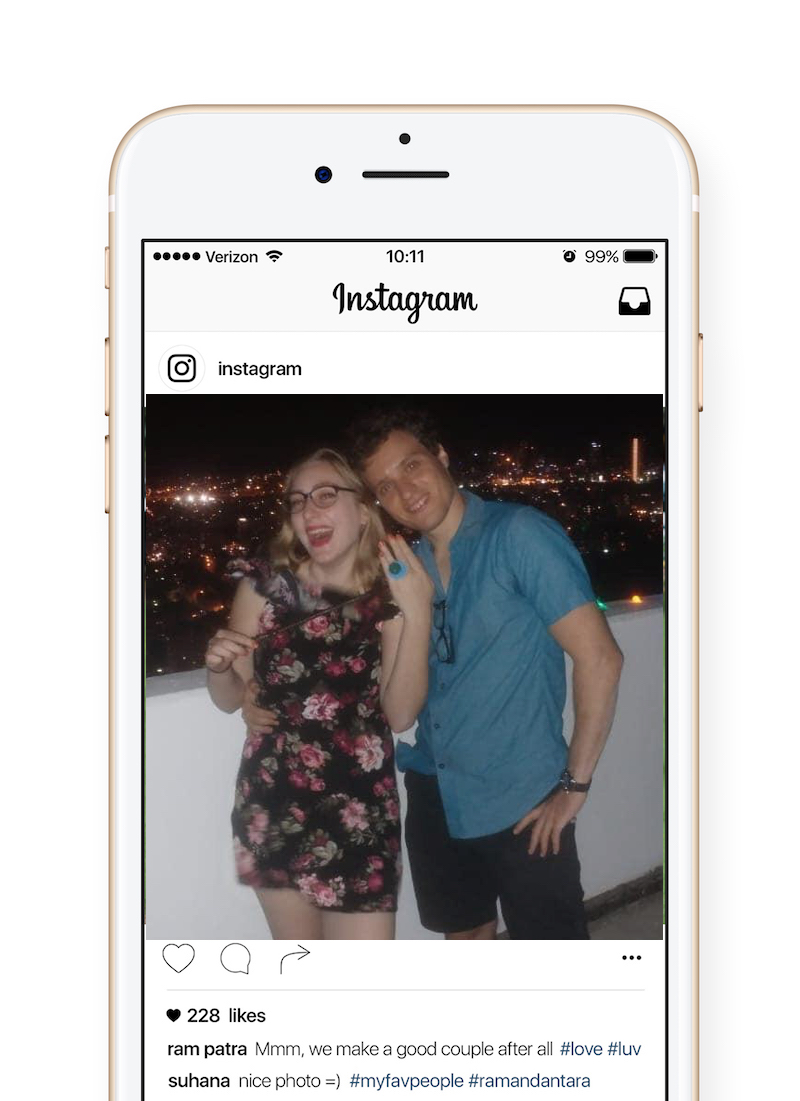 Verizon 10:11 99%
Instagram
instagram
228 likes
ram patra Mmm, we make a good couple after all #love #luv
suhana nice photo =) #myfavpeople #ramandantara